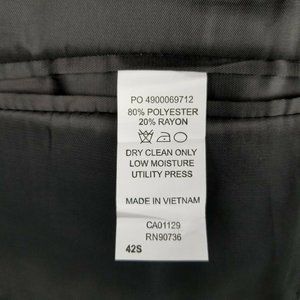 PO 4900069712
80% POLYESTER
20% RAYON
DRY CLEAN ONLY
LOW MOISTURE
UTILITY PRESS
MADE IN VIETNAM
CA01129
RN90736
42S